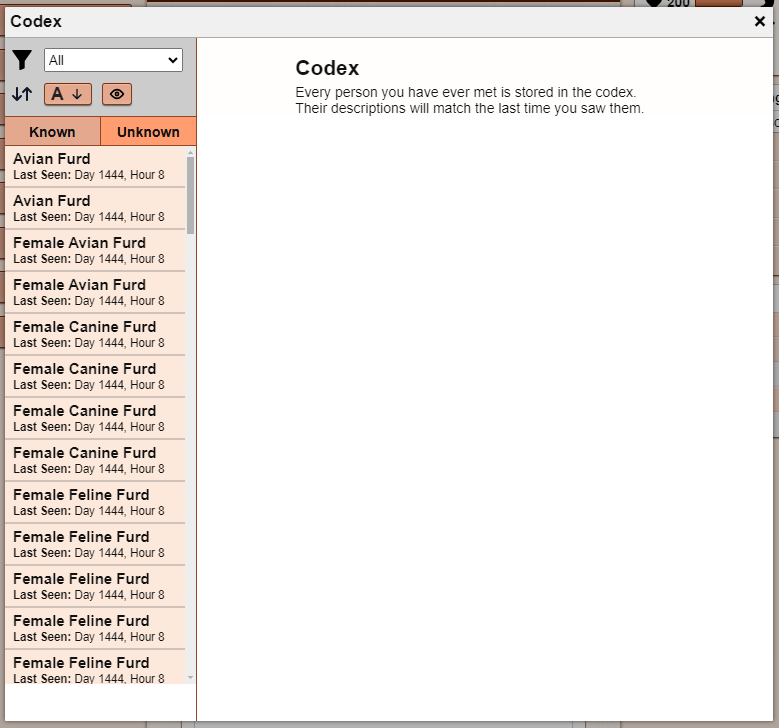 200
Codex
All
A
Known
Unknown
Avian Furd
Last Seen: Day 1444, Hour 8
Avian Furd
Last Seen: Day 1444, Hour 8
Female Avian Furd
Last Seen: Day 1444, Hour 8
Female Avian Furd
Last Seen: Day 1444, Hour 8
Female Canine Furd
Last Seen: Day 1444, Hour 8
Female Canine Furd
Last Seen: Day 1444, Hour 8
Female Canine Furd
Last Seen: Day 1444, Hour 8
Female Canine Furd
Last Seen: Day 1444, Hour 8
Female Feline Furd
Last Seen: Day 1444, Hour 8
Female Feline Furd
Last Seen: Day 1444, Hour 8
Female Feline Furd
Last Seen: Day 1444, Hour 8
Female Feline Furd
Last Seen: Day 1444, Hour 8
Female Feline Furd
Last Seen: Day 1444, Hour 8
Codex
Every person you have ever met is stored in the codex.
Their descriptions will match the last time you saw them.